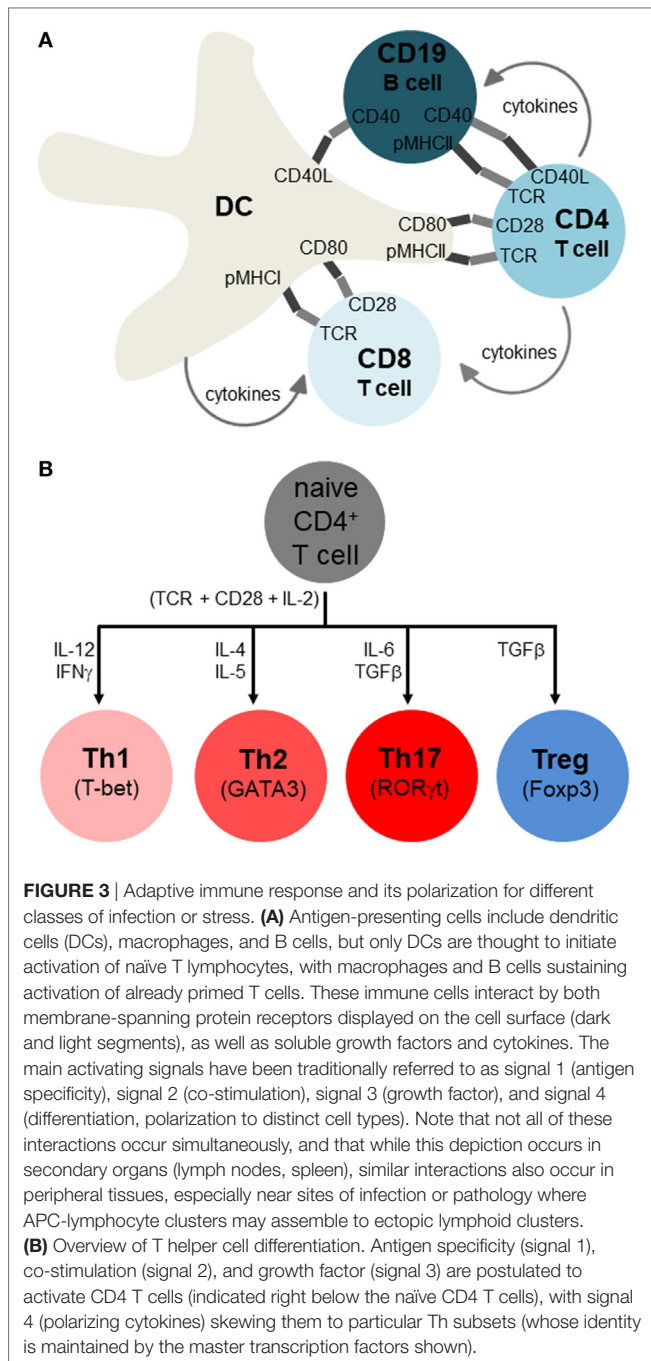 A
CD19
B cell
CD40 CD40
pMHCII
cytokines
CD40L
CD40L
TCR
DC
CD80 CD28
CD4
T cell
pMHCII TCR
CD80
pMHCI
CD28
TCR
CD8
T cell
cytokines
cytokines
B
naive
CD4⁺
T cell
(TCR + CD28 + IL-2)
IL-12
IFNγ
IL-4
IL-5
IL-6
TGFβ
TGFβ
Th1
(T-bet)
Th2
(GATA3)
Th17
(RORγt)
Treg
(Foxp3)
FIGURE 3 | Adaptive immune response and its polarization for different
classes of infection or stress. (A) Antigen-presenting cells include dendritic
cells (DCs), macrophages, and B cells, but only DCs are thought to initiate
activation of naïve T lymphocytes, with macrophages and B cells sustaining
activation of already primed T cells. These immune cells interact by both
membrane-spanning protein receptors displayed on the cell surface (dark
and light segments), as well as soluble growth factors and cytokines. The
main activating signals have been traditionally referred to as signal 1 (antigen
specificity), signal 2 (co-stimulation), signal 3 (growth factor), and signal 4
(differentiation, polarization to distinct cell types). Note that not all of these
interactions occur simultaneously, and that while this depiction occurs in
secondary organs (lymph nodes, spleen), similar interactions also occur in
peripheral tissues, especially near sites of infection or pathology where
APC-lymphocyte clusters may assemble to ectopic lymphoid clusters.
(B) Overview of T helper cell differentiation. Antigen specificity (signal 1),
co-stimulation (signal 2), and growth factor (signal 3) are postulated to
activate CD4 T cells (indicated right below the naïve CD4 T cells), with signal
4 (polarizing cytokines) skewing them to particular Th subsets (whose identity
is maintained by the master transcription factors shown).